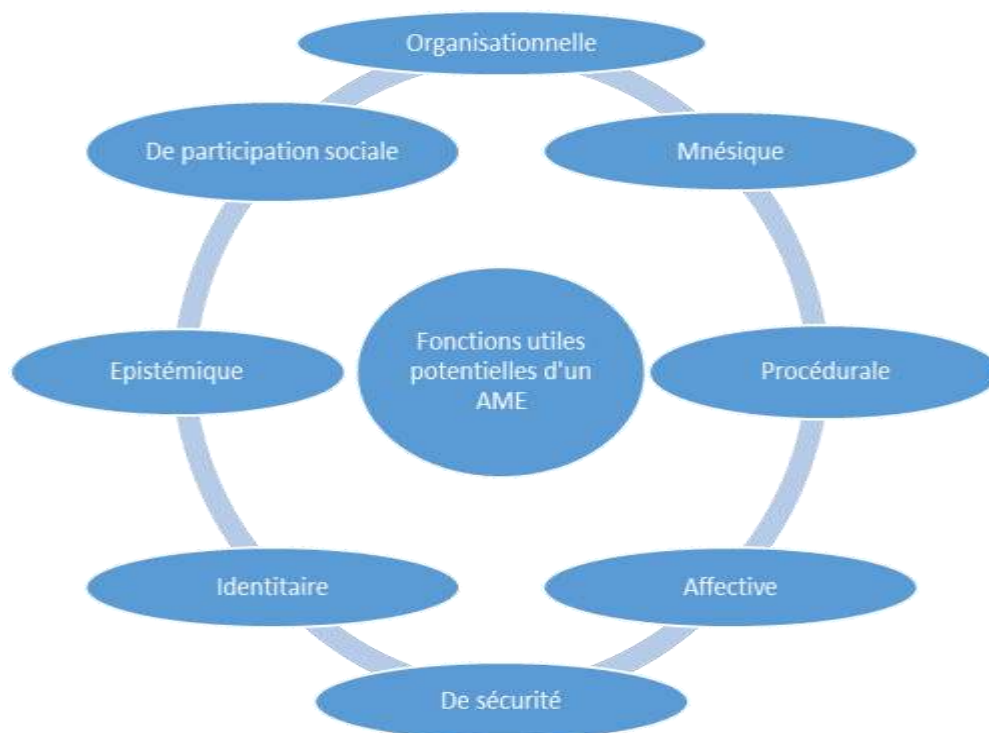 Organisationnelle
De participation sociale
Mnésique
Fonctions utiles
potentielles d'un
AME
Epistémique
Procédurale
Identitaire
Affective
De sécurité